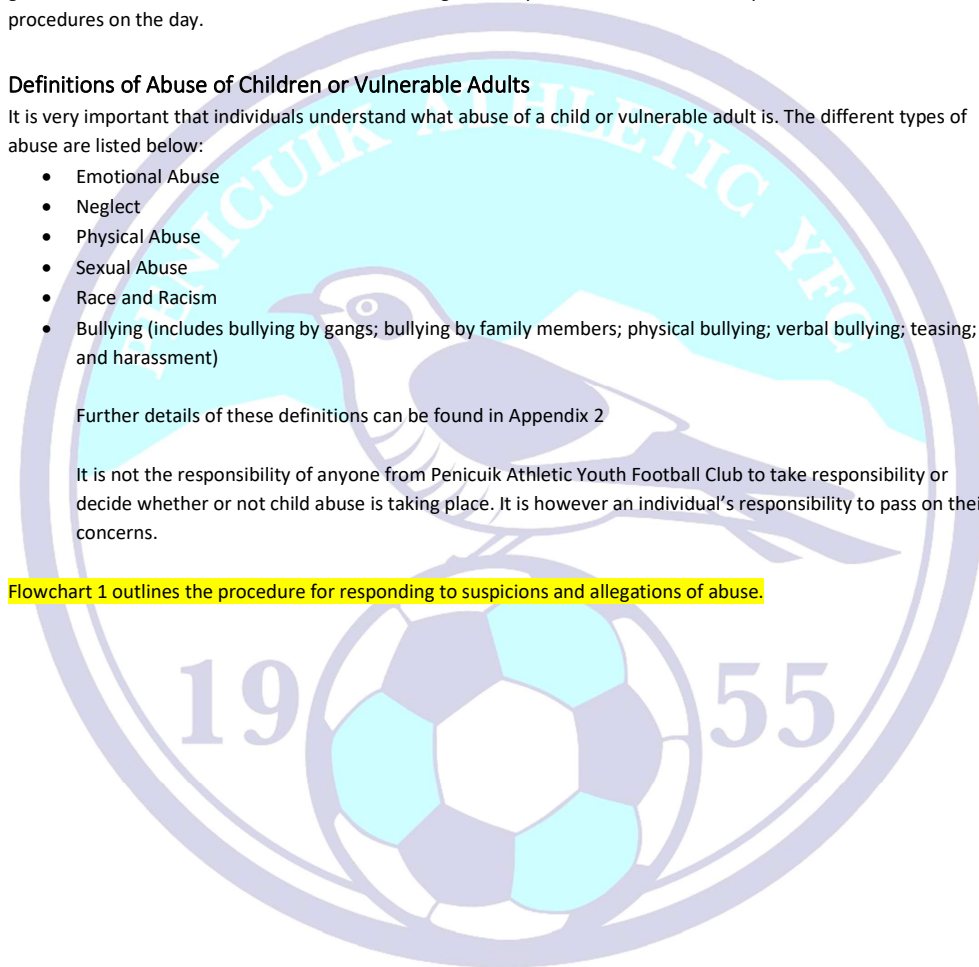 procedures on the day.
Definitions of Abuse of Children or Vulnerable Adults
It is very important that individuals understand what abuse of a child or vulnerable adult is. The different types of
abuse are listed below:
• Emotional Abuse
• Neglect
• Physical Abuse
• Sexual Abuse
• Race and Racism
• Bullying (includes bullying by gangs; bullying by family members; physical bullying; verbal bullying; teasing;
and harassment)
Further details of these definitions can be found in Appendix 2
It is not the responsibility of anyone from Penicuik Athletic Youth Football Club to take responsibility or
decide whether or not child abuse is taking place. It is however an individual's responsibility to pass on thei
concerns.
Flowchart 1 outlines the procedure for responding to suspicions and allegations of abuse.
PENICUIK ATHLETIC YFC
19 55